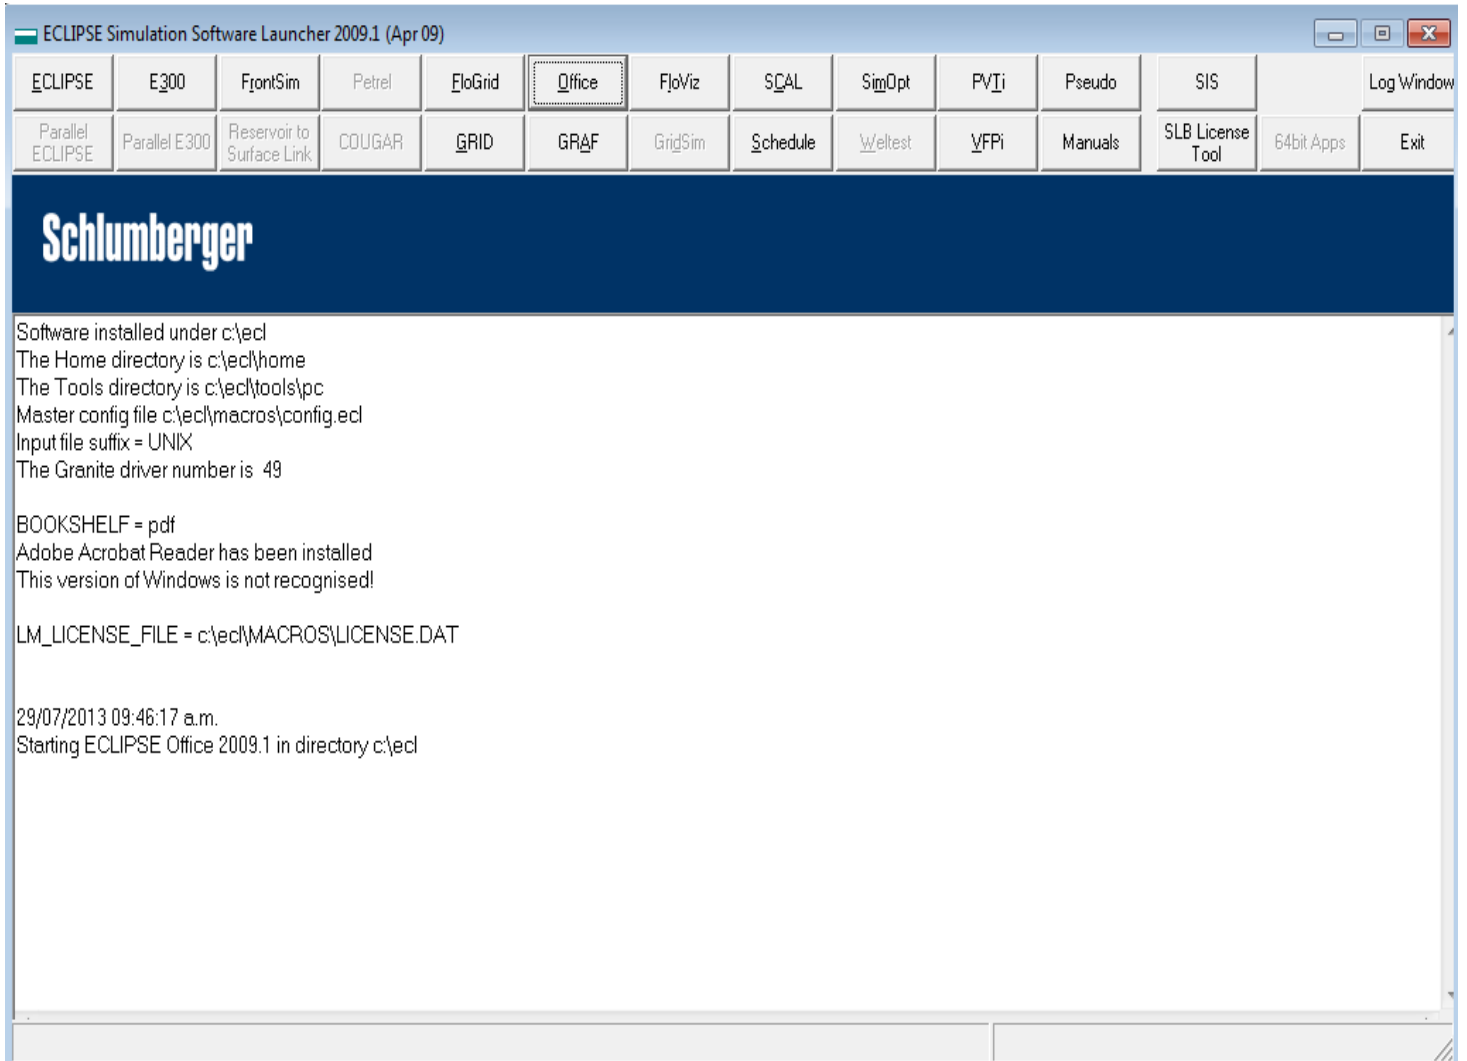 ECLIPSE Simulation Software Launcher 2009.1 (Apr 09)
ECLIPSE E300 FrontSim Petrel FloGrid Office FloViz SCAL SimOpt PVTi Pseudo SIS Log Window
Parallel ECLIPSE Parallel E300 Reservoir to Surface Link COUGAR GRID GRAF GridSim Schedule Weltest VFPi Manuals SLB License Tool 64bit Apps Exit
Schlumberger
Software installed under c:\ecl
The Home directory is c:\ecl\home
The Tools directory is c:\ecl\tools\pc
Master config file c:\ecl\macros\config.ecl
Input file suffix = UNIX
The Granite driver number is  49
BOOKSHELF = pdf
Adobe Acrobat Reader has been installed
This version of Windows is not recognised!
LM_LICENSE_FILE = c:\ecl\MACROS\LICENSE.DAT
29/07/2013 09:46:17 a.m.
Starting ECLIPSE Office 2009.1 in directory c:\ecl